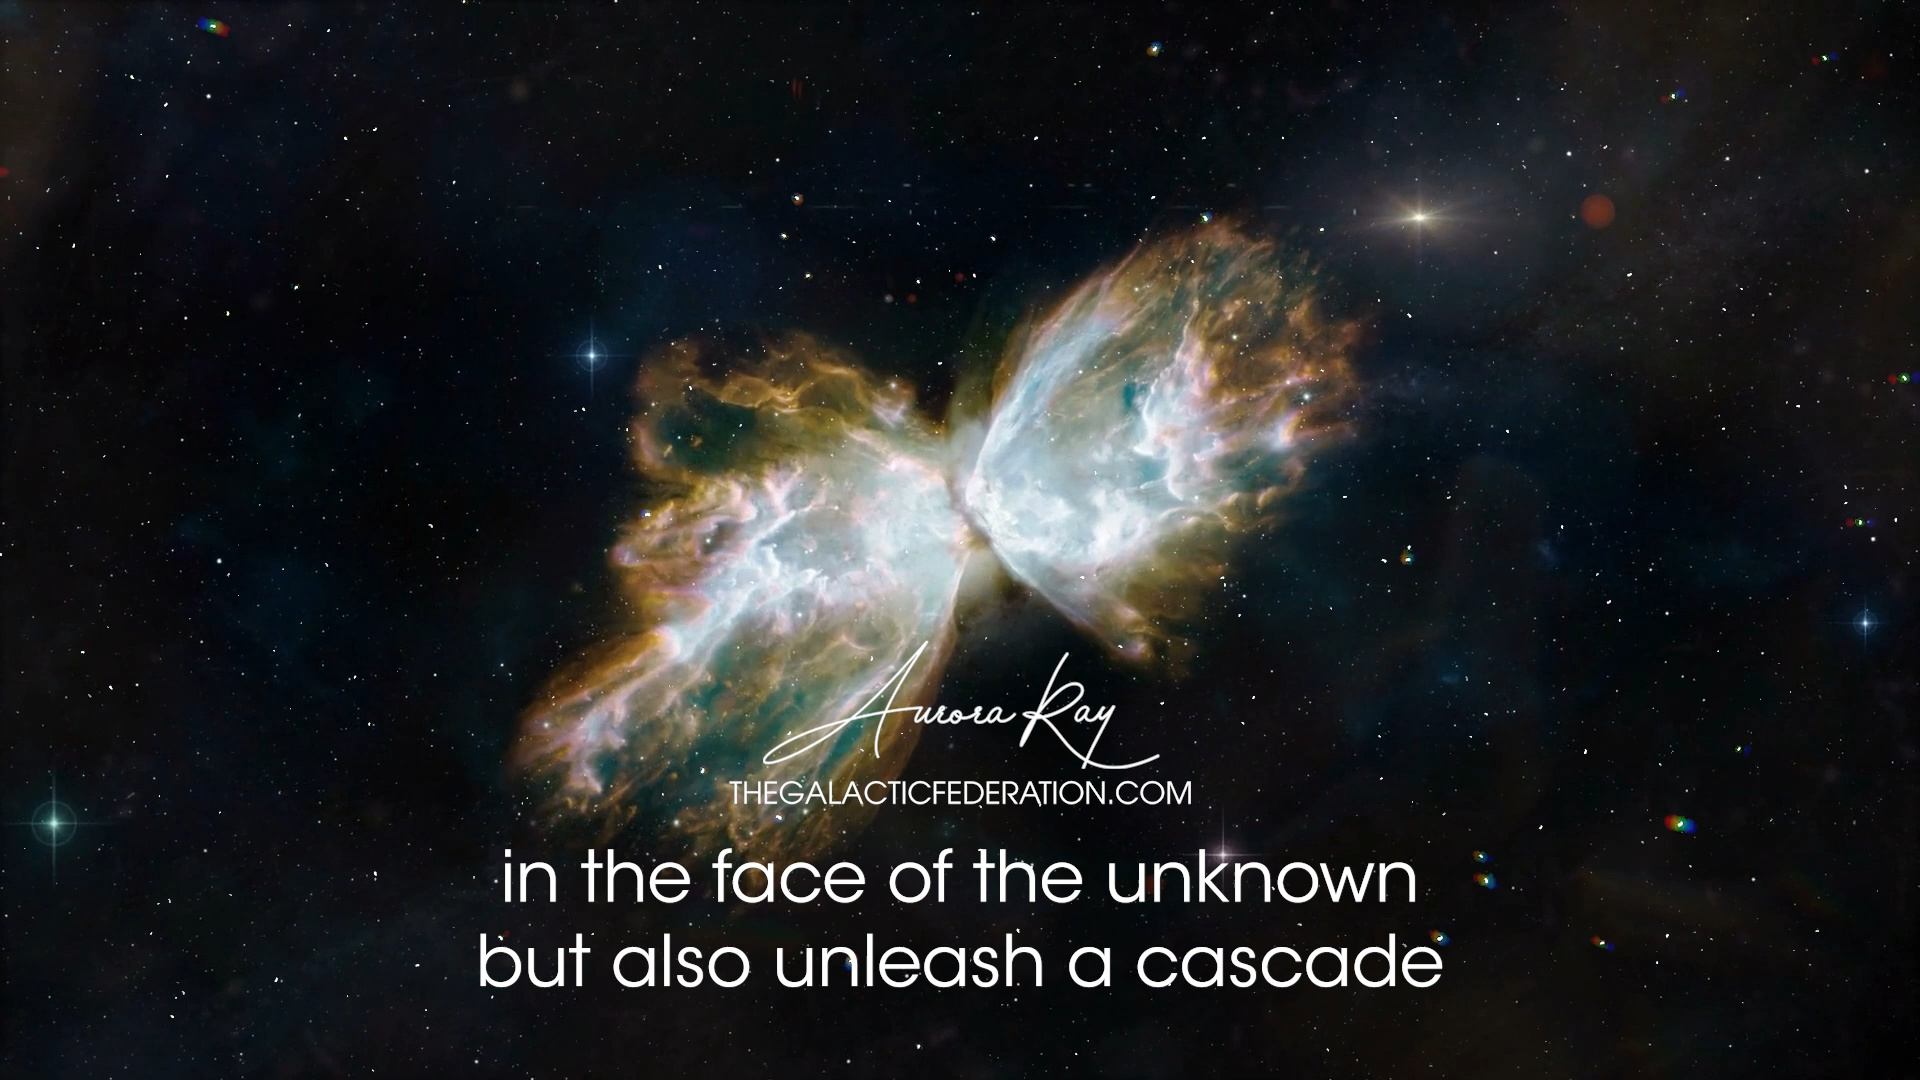 Aurora Ray
THEGALACTICFEDERATION.COM
in the face of the unknown
but also unleash a cascade